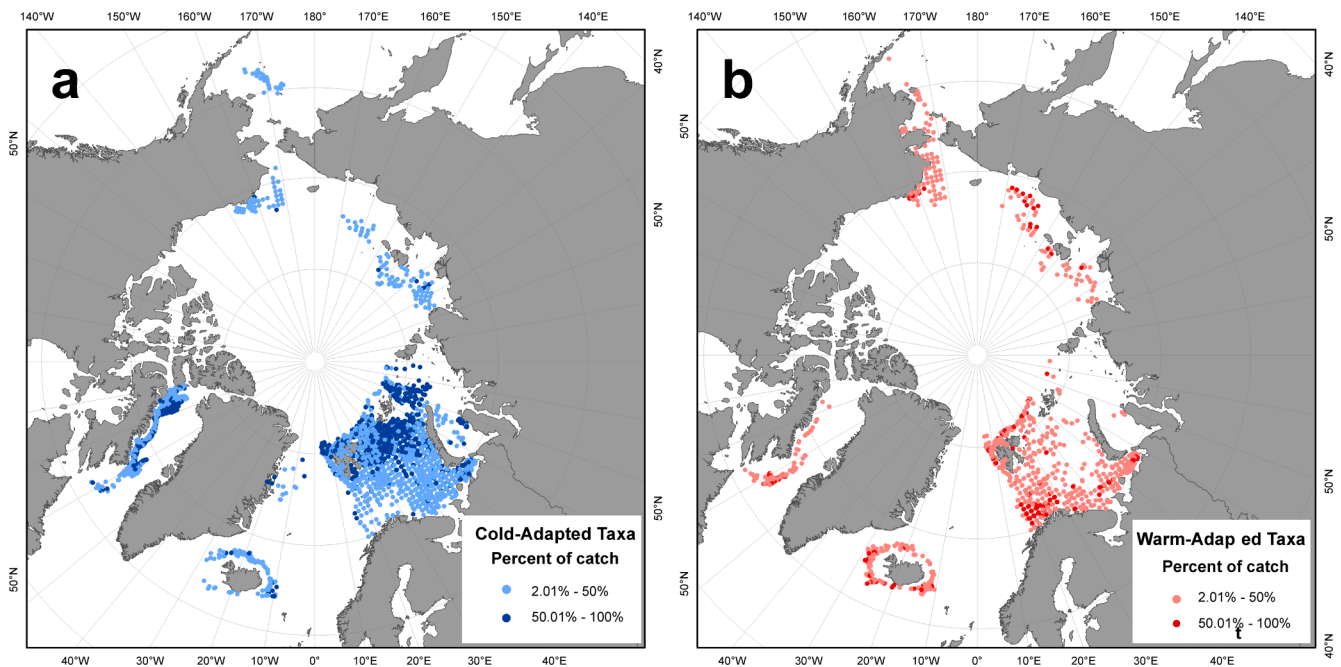 140°W 150°W 160°W 170°W 180° 170°E 160°E 150°E 140°E
a
40°N
50°N
50°N
50°N
50°N
Cold-Adapted Taxa
Percent of catch
2.01% - 50%
50.01% - 100%
40°W 30°W 20°W 10°W 0° 10°E 20°E 30°E 40°E
140°W 150°W 160°W 170°W 180° 170°E 160°E 150°E 140°E
b
40°N
50°N
50°N
50°N
50°N
Warm-Adap ed Taxa
Percent of catch
2.01% - 50%
50.01% - 100%
t
40°N
40°W 30°W 20°W 10°W 0° 10°E 20°E 30°E 40°E